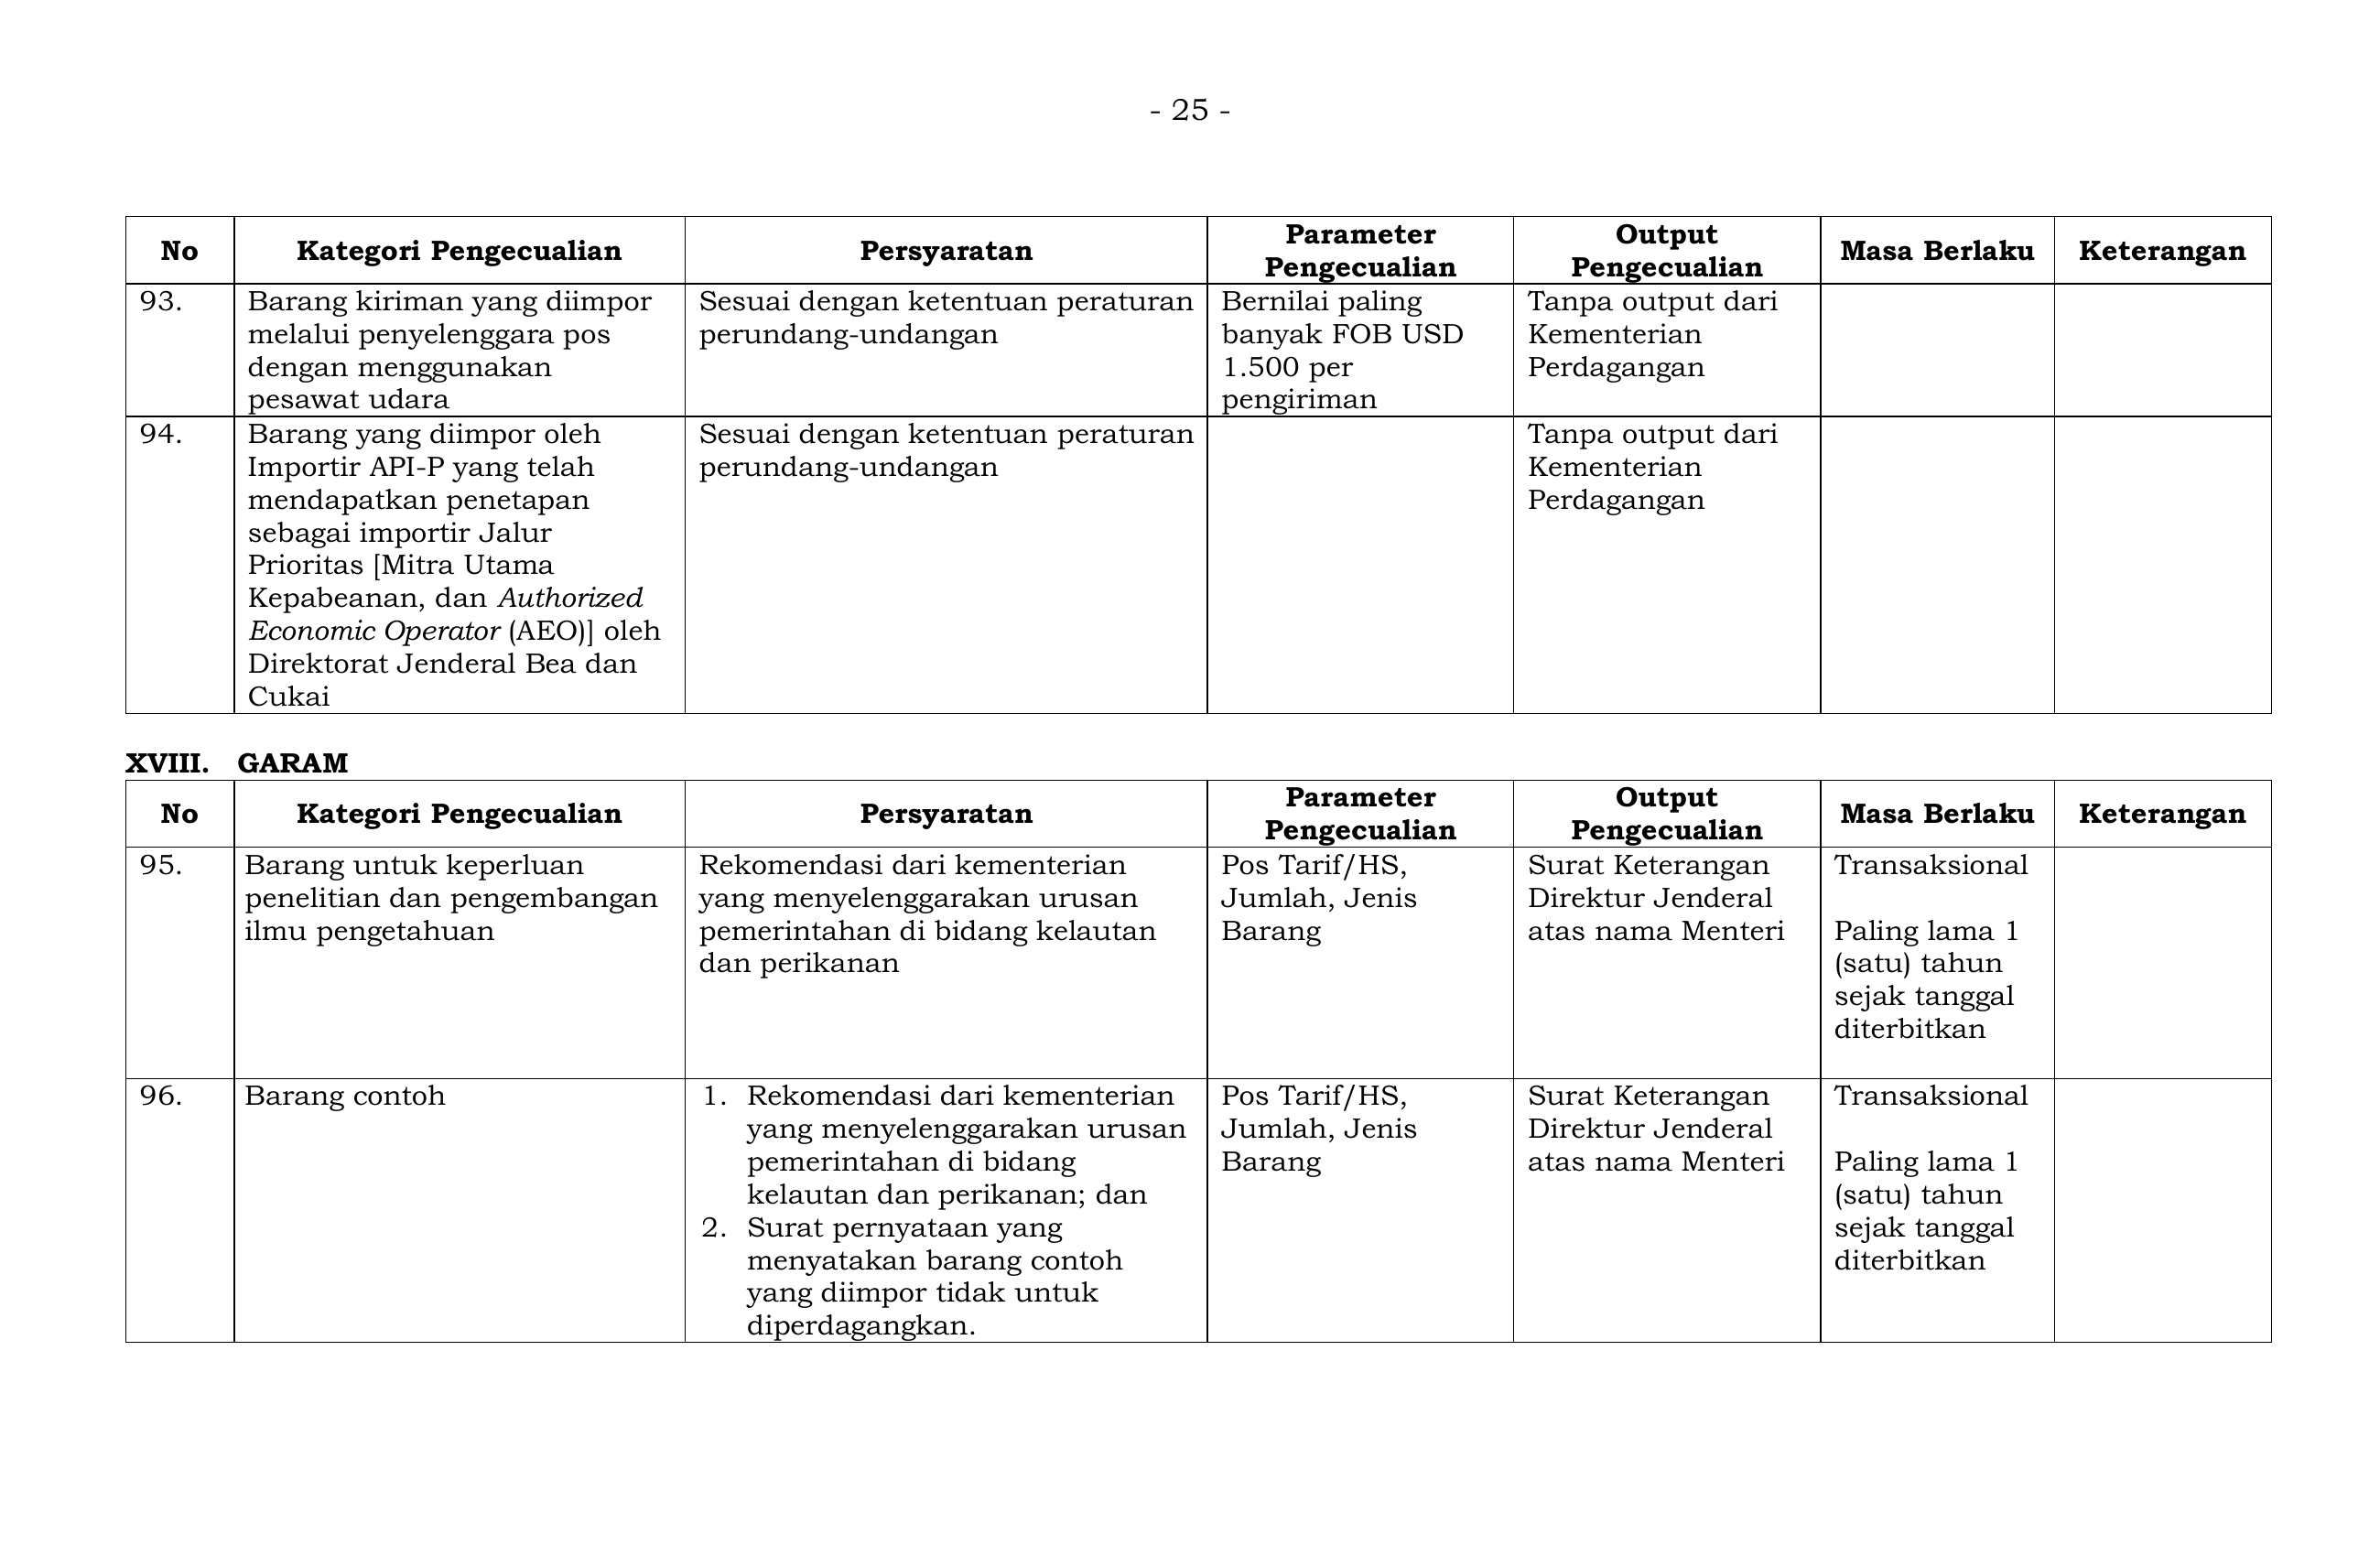 - 25 -
No
Kategori Pengecualian
Persyaratan
Parameter
Pengecualian
Output
Pengecualian
Masa Berlaku
Keterangan
93.
Barang kiriman yang diimpor
melalui penyelenggara pos
dengan menggunakan
pesawat udara
Sesuai dengan ketentuan peraturan
perundang-undangan
Bernilai paling
banyak FOB USD
1.500 per
pengiriman
Tanpa output dari
Kementerian
Perdagangan
94.
Barang yang diimpor oleh
Importir API-P yang telah
mendapatkan penetapan
sebagai importir Jalur
Prioritas [Mitra Utama
Kepabeanan, dan Authorized
Economic Operator (AEO)] oleh
Direktorat Jenderal Bea dan
Cukai
Sesuai dengan ketentuan peraturan
perundang-undangan
Tanpa output dari
Kementerian
Perdagangan
XVIII. GARAM
No
Kategori Pengecualian
Persyaratan
Parameter
Pengecualian
Output
Pengecualian
Masa Berlaku
Keterangan
95.
Barang untuk keperluan
penelitian dan pengembangan
ilmu pengetahuan
Rekomendasi dari kementerian
yang menyelenggarakan urusan
pemerintahan di bidang kelautan
dan perikanan
Pos Tarif/HS,
Jumlah, Jenis
Barang
Surat Keterangan
Direktur Jenderal
atas nama Menteri
Transaksional
Paling lama 1
(satu) tahun
sejak tanggal
diterbitkan
96.
Barang contoh
1. Rekomendasi dari kementerian
yang menyelenggarakan urusan
pemerintahan di bidang
kelautan dan perikanan; dan
2. Surat pernyataan yang
menyatakan barang contoh
yang diimpor tidak untuk
diperdagangkan.
Pos Tarif/HS,
Jumlah, Jenis
Barang
Surat Keterangan
Direktur Jenderal
atas nama Menteri
Transaksional
Paling lama 1
(satu) tahun
sejak tanggal
diterbitkan